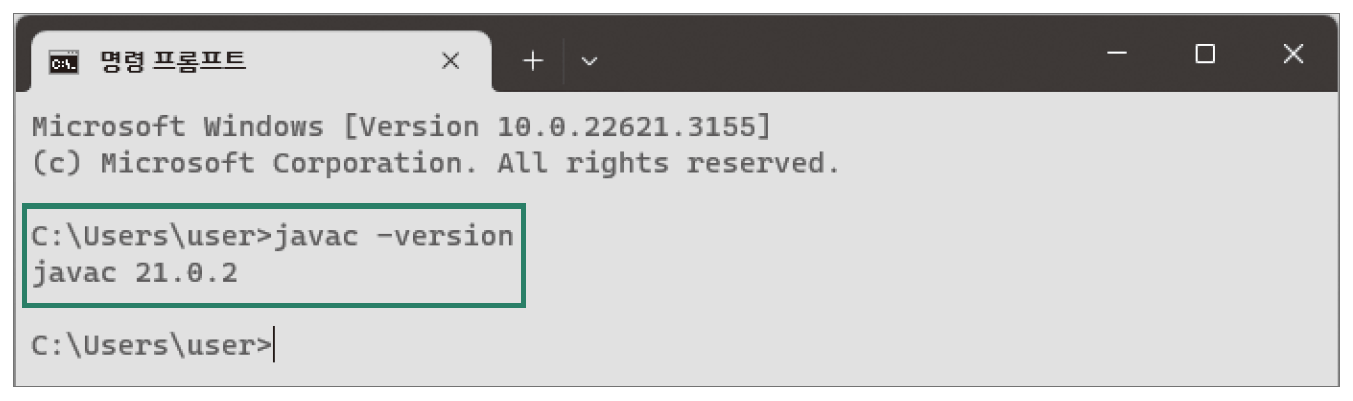 명령 프롬프트
Microsoft Windows [Version 10.0.22621.3155]
(c) Microsoft Corporation. All rights reserved.
C:\Users\user>javac -version
javac 21.0.2
C:\Users\user>